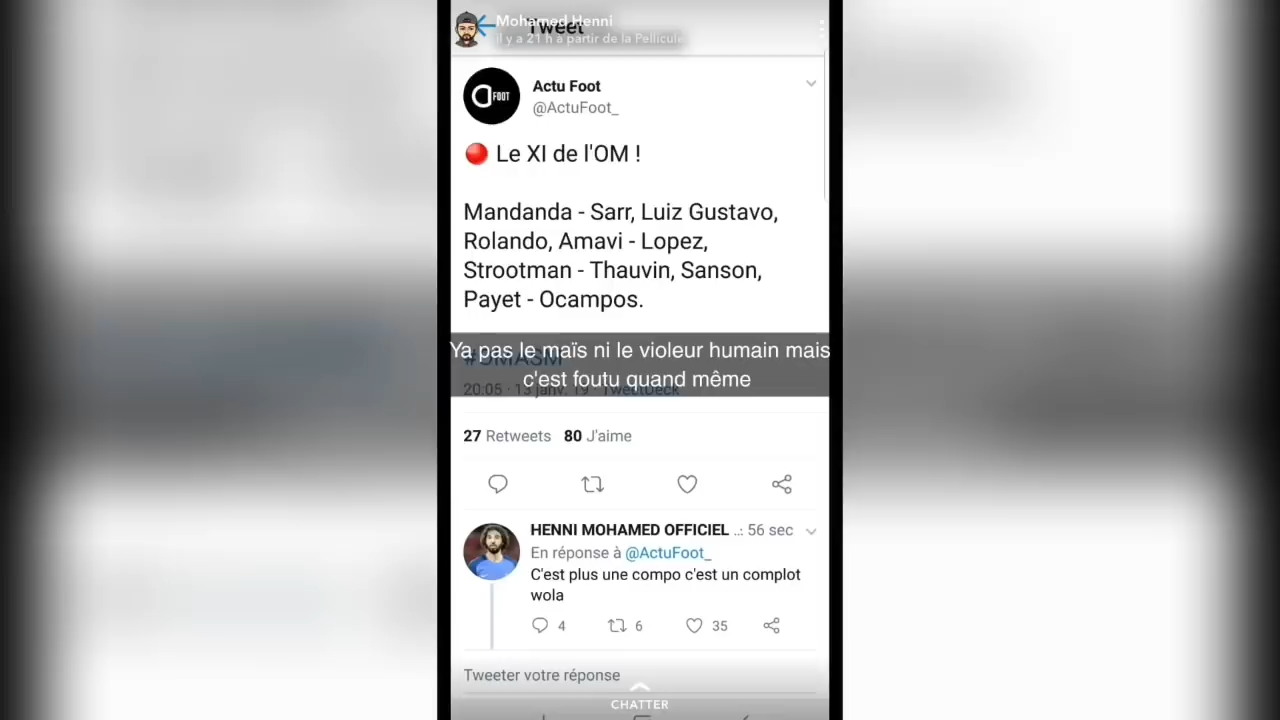 Mohamed Henni
Tweet
il y a 21 h à partir de la Pellicule
FOOT
Actu Foot
@ActuFoot_
Le XI de l'OM !
Mandanda - Sarr, Luiz Gustavo,
Rolando, Amavi - Lopez,
Strootman - Thauvin, Sanson,
Payet - Ocampos.
#OMASM
Ya pas le maïs ni le violeur humain mais
c'est foutu quand même
20:05 · 13 janv. 19 · TweetDeck
27 Retweets 80 J'aime
HENNI MOHAMED OFFICIEL ..: 56 sec
En réponse à @ActuFoot_
C'est plus une compo c'est un complot
wola
4 6 35
Tweeter votre réponse
CHATTER